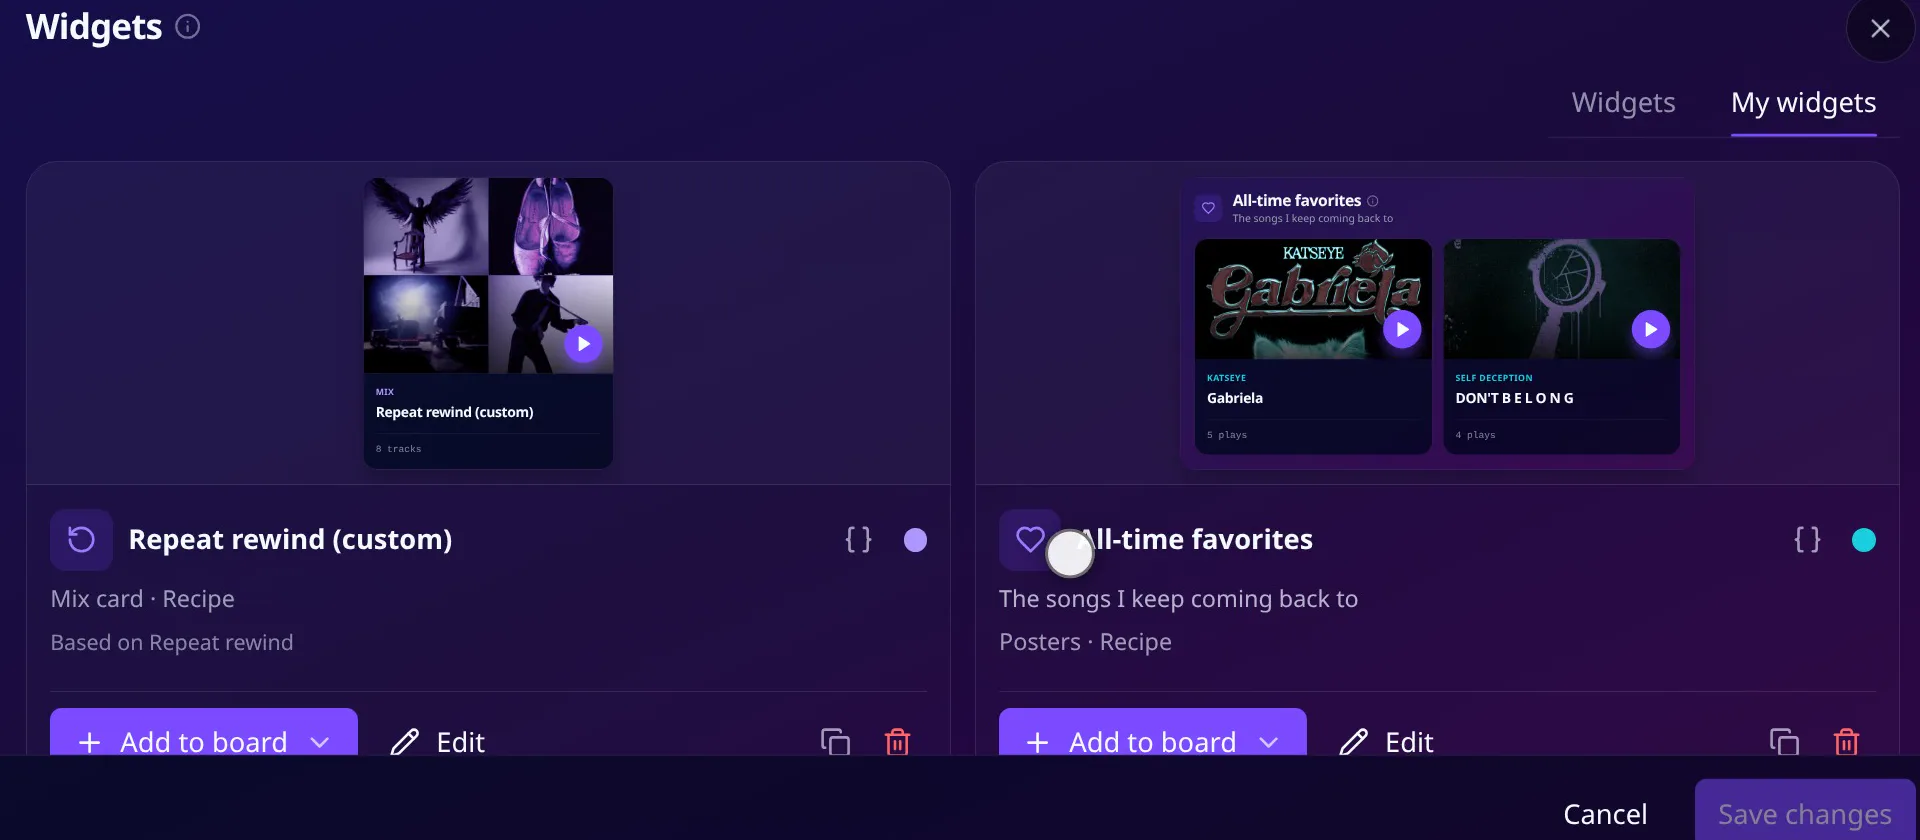 Widgets
Widgets
My widgets
MIX
Repeat rewind (custom)
8 tracks
All-time favorites
The songs I keep coming back to
KATSEYE
Gabriela
KATSEYE
Gabriela
5 plays
SELF DECEPTION
DON'T B E L O N G
4 plays
Repeat rewind (custom)
{ }
Mix card · Recipe
Based on Repeat rewind
Add to board
Edit
All-time favorites
{ }
The songs I keep coming back to
Posters · Recipe
Add to board
Edit
Cancel
Save changes